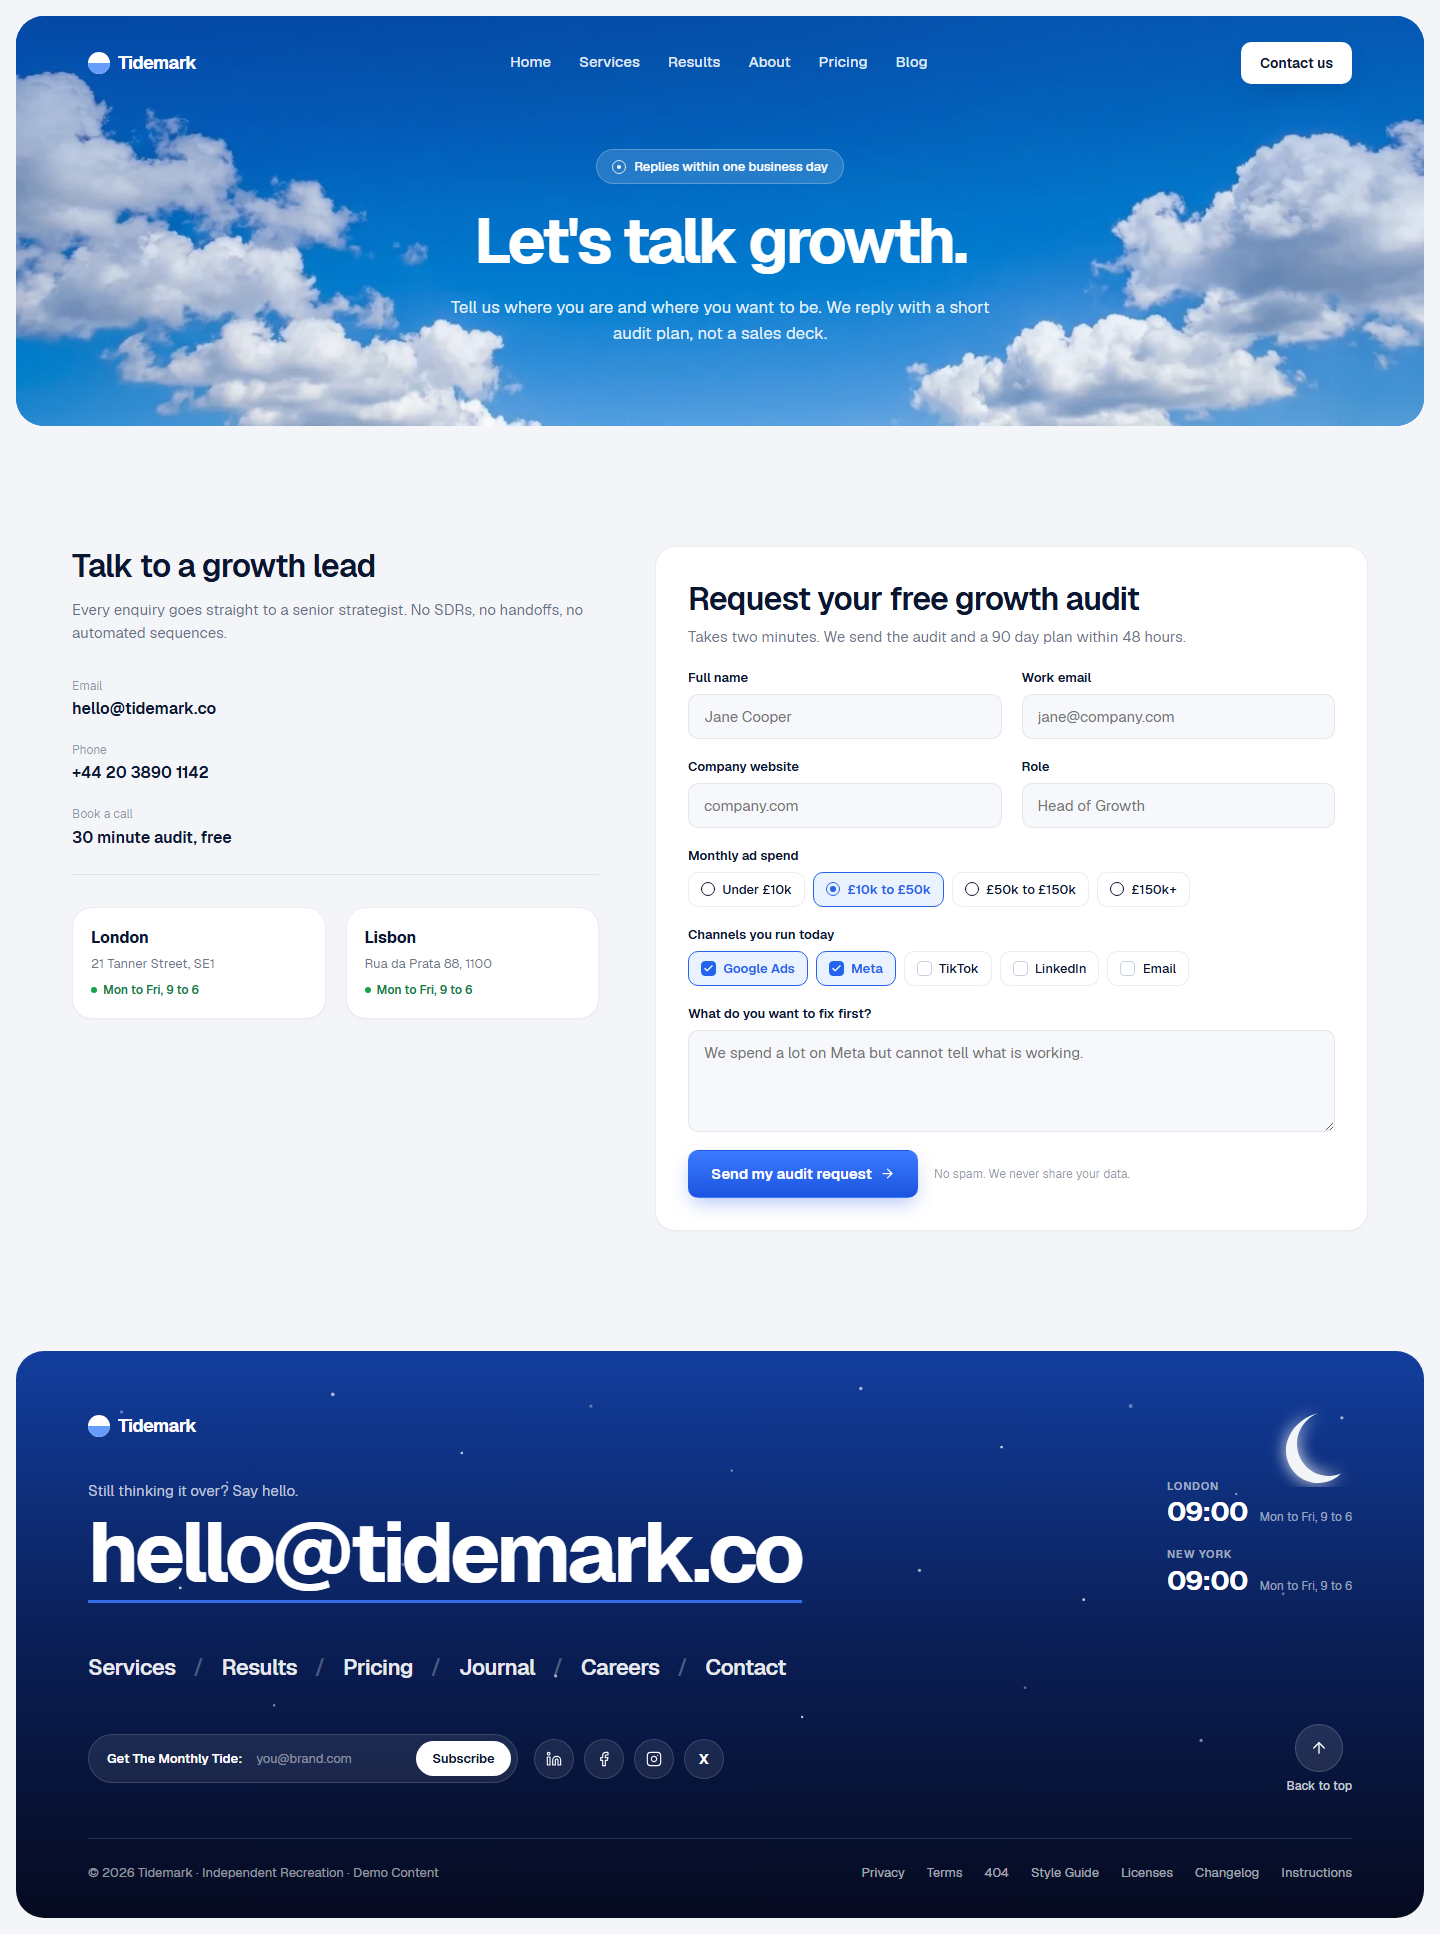 Tidemark
Home Services Results About Pricing Blog
Contact us
Replies within one business day
Let's talk growth.
Tell us where you are and where you want to be. We reply with a short
audit plan, not a sales deck.
Talk to a growth lead
Every enquiry goes straight to a senior strategist. No SDRs, no handoffs, no
automated sequences.
Email
hello@tidemark.co
Phone
+44 20 3890 1142
Book a call
30 minute audit, free
London
21 Tanner Street, SE1
Mon to Fri, 9 to 6
Lisbon
Rua da Prata 88, 1100
Mon to Fri, 9 to 6
Request your free growth audit
Takes two minutes. We send the audit and a 90 day plan within 48 hours.
Full name
Jane Cooper
Work email
jane@company.com
Company website
company.com
Role
Head of Growth
Monthly ad spend
Under £10k £10k to £50k £50k to £150k £150k+
Channels you run today
Google Ads Meta TikTok LinkedIn Email
What do you want to fix first?
We spend a lot on Meta but cannot tell what is working.
Send my audit request
No spam. We never share your data.
Tidemark
Still thinking it over? Say hello.
hello@tidemark.co
LONDON
09:00 Mon to Fri, 9 to 6
NEW YORK
09:00 Mon to Fri, 9 to 6
Services / Results / Pricing / Journal / Careers / Contact
Get The Monthly Tide: you@brand.com Subscribe
in f X
Back to top
© 2026 Tidemark · Independent Recreation · Demo Content
Privacy Terms 404 Style Guide Licenses Changelog Instructions